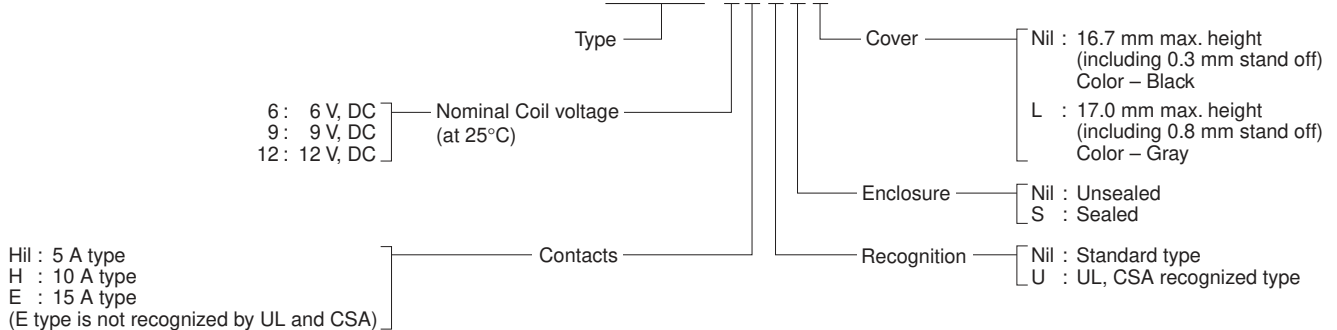 Type
Cover
Nil : 16.7 mm max. height
(including 0.3 mm stand off)
Color – Black
L : 17.0 mm max. height
(including 0.8 mm stand off)
Color – Gray
6 : 6 V, DC
9 : 9 V, DC
12 : 12 V, DC
Nominal Coil voltage
(at 25°C)
Enclosure
Nil : Unsealed
S : Sealed
Hil : 5 A type
H : 10 A type
E : 15 A type
(E type is not recognized by UL and CSA)
Contacts
Recognition
Nil : Standard type
U : UL, CSA recognized type